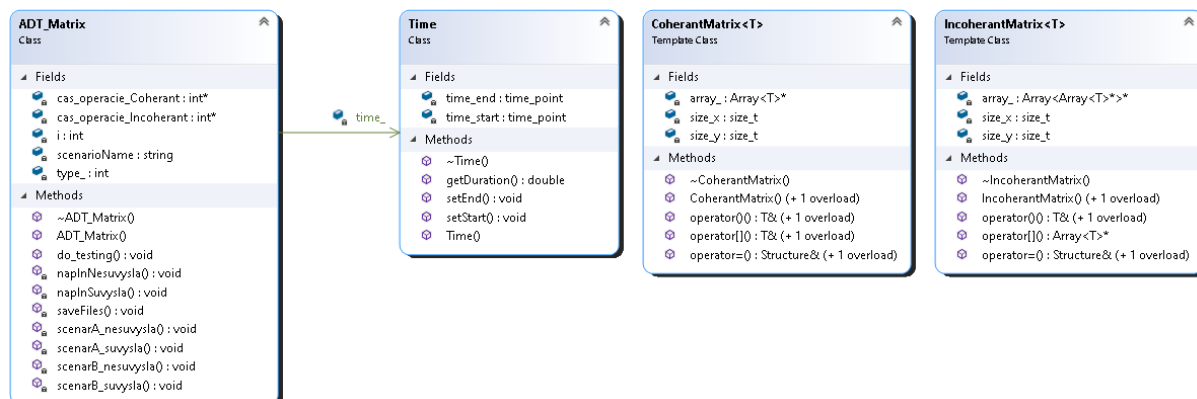 ADT_Matrix
Class
Fields
cas_operacie_Coherant : int*
cas_operacie_Incoherant : int*
i : int
scenarioName : string
type_ : int
Methods
~ADT_Matrix()
ADT_Matrix()
do_testing() : void
naplnNesuvysla() : void
naplnSuvysla() : void
saveFiles() : void
scenarA_nesuvysla() : void
scenarA_suvysla() : void
scenarB_nesuvysla() : void
scenarB_suvysla() : void
time_
Time
Class
Fields
time_end : time_point
time_start : time_point
Methods
~Time()
getDuration() : double
setEnd() : void
setStart() : void
Time()
CoherantMatrix<T>
Template Class
Fields
array_ : Array<T>*
size_x : size_t
size_y : size_t
Methods
~CoherantMatrix()
CoherantMatrix() (+ 1 overload)
operator()() : T& (+ 1 overload)
operator[]() : T& (+ 1 overload)
operator=() : Structure& (+ 1 overload)
IncoherantMatrix<T>
Template Class
Fields
array_ : Array<Array<T>*>*
size_x : size_t
size_y : size_t
Methods
~IncoherantMatrix()
IncoherantMatrix() (+ 1 overload)
operator()() : T& (+ 1 overload)
operator[]() : Array<T>*
operator=() : Structure& (+ 1 overload)